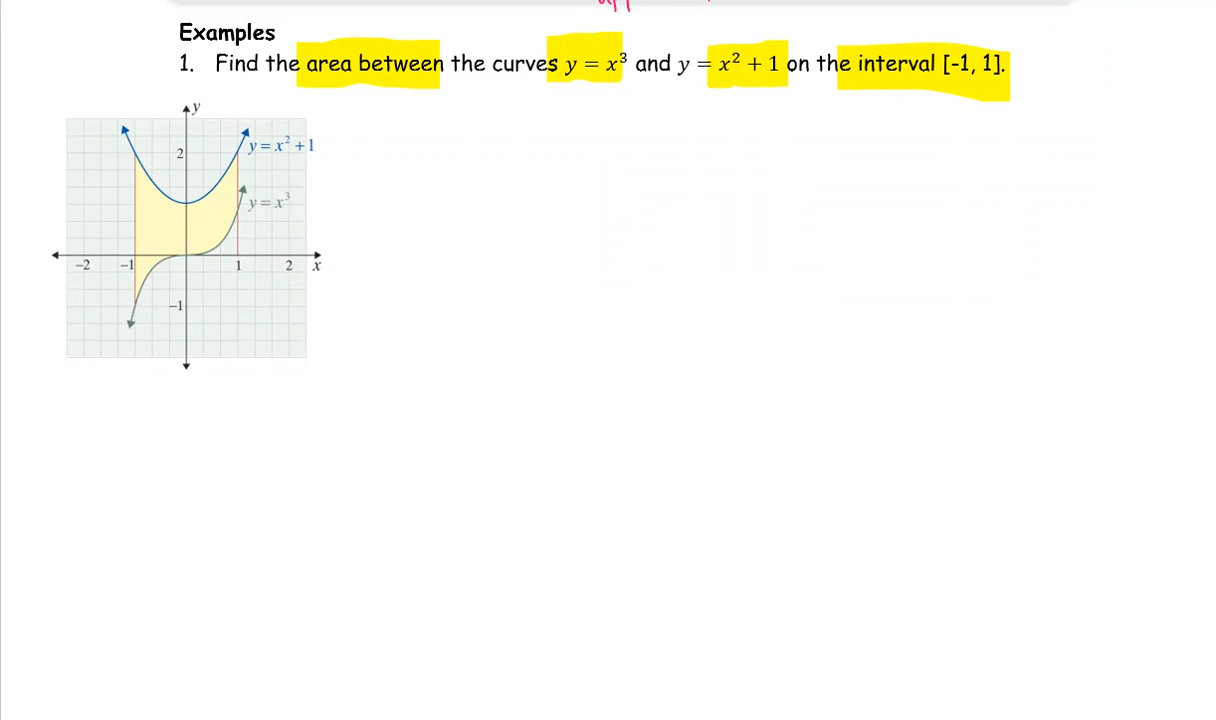 Examples
1. Find the area between the curves y = x³ and y = x² + 1 on the interval [-1, 1].
y
2
y = x² + 1
y = x³
−2
−1
1
2
x
−1